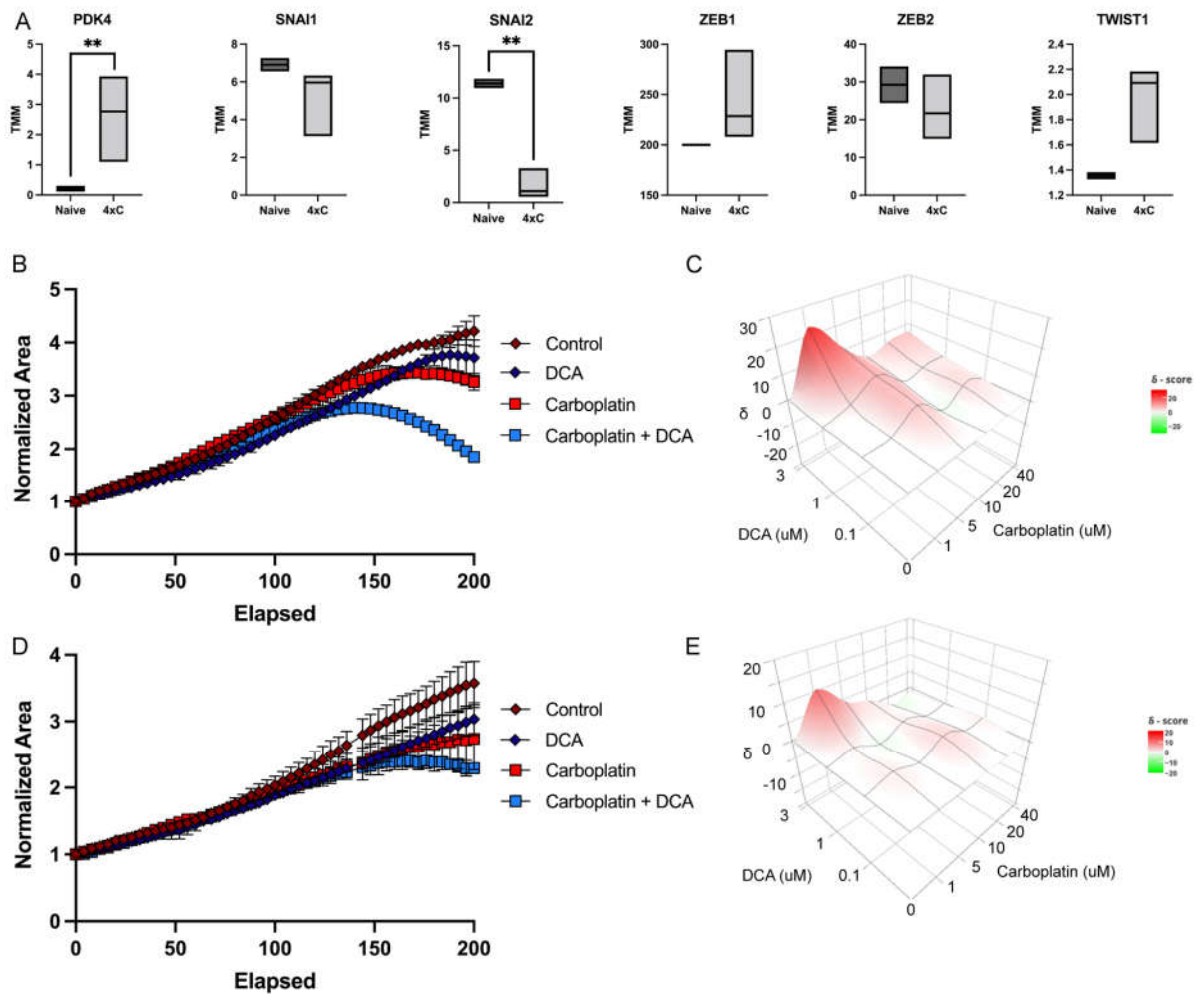 A
PDK4
**
TMM
5
4
3
2
1
0
Naive 4xC
SNAI1
TMM
8
6
4
2
0
Naive 4xC
SNAI2
**
TMM
15
10
5
0
Naive 4xC
ZEB1
TMM
300
250
200
150
Naive 4xC
ZEB2
TMM
40
30
20
10
0
Naive 4xC
TWIST1
TMM
2.4
2.2
2.0
1.8
1.6
1.4
1.2
Naive 4xC
B
Normalized Area
5
4
3
2
1
0
0 50 100 150 200
Elapsed
Control
DCA
Carboplatin
Carboplatin + DCA
C
30
20
10
δ 0
-10
-20
3
1
0.1
0
DCA (uM)
1
5
10
20
40
Carboplatin (uM)
δ - score
20
0
-20
D
Normalized Area
4
3
2
1
0
0 50 100 150 200
Elapsed
Control
DCA
Carboplatin
Carboplatin + DCA
E
20
10
δ 0
-10
3
1
0.1
0
DCA (uM)
1
5
10
20
40
Carboplatin (uM)
δ - score
20
10
0
-10
-20